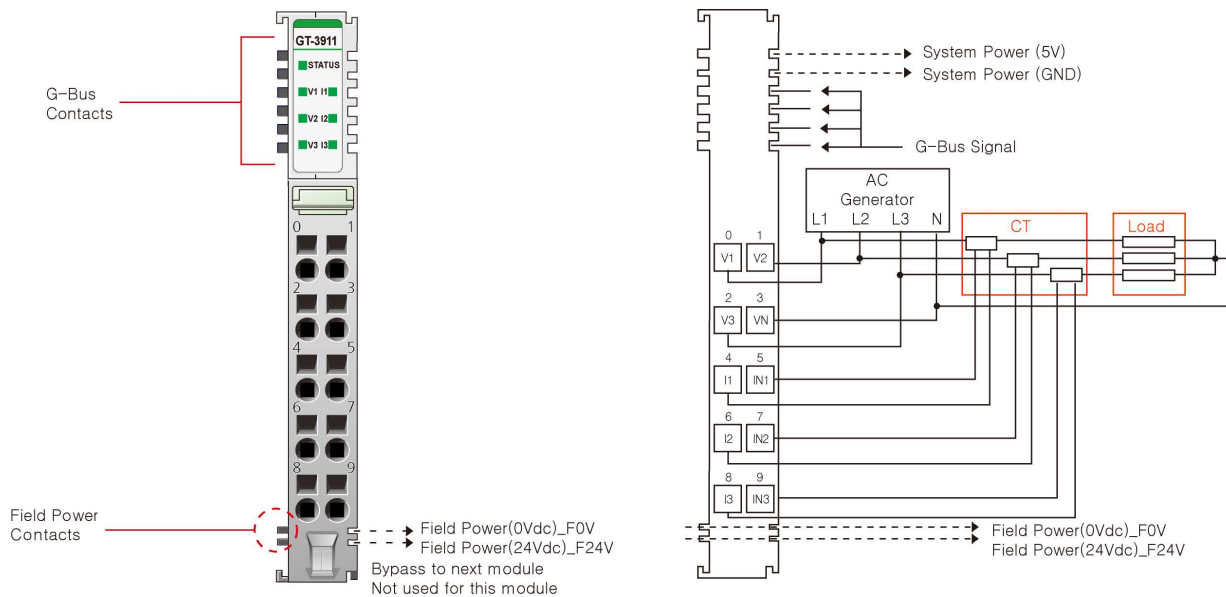 GT-3911
STATUS
V1 I1
V2 I2
V3 I3
G-Bus
Contacts
0 1
2 3
4 5
6 7
8 9
Field Power
Contacts
Field Power(0Vdc)_F0V
Field Power(24Vdc)_F24V
Bypass to next module
Not used for this module
System Power (5V)
System Power (GND)
G-Bus Signal
AC
Generator
L1 L2 L3 N
CT
Load
0 1
V1 V2
2 3
V3 VN
4 5
I1 IN1
6 7
I2 IN2
8 9
I3 IN3
Field Power(0Vdc)_F0V
Field Power(24Vdc)_F24V